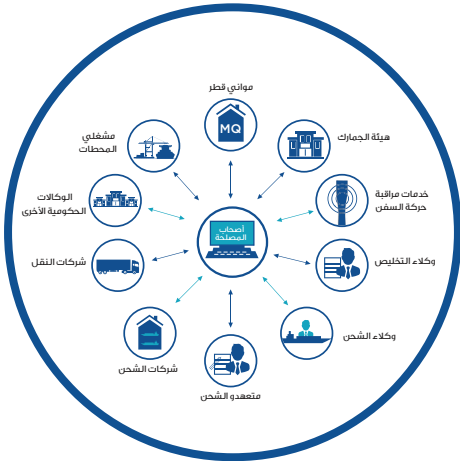 مواني قطر
MQ
هيئة الجمارك
خدمات مراقبة
حركة السفن
وكلاء التخليص
وكلاء الشحن
متعهدو الشحن
شركات الشحن
شركات النقل
الوكالات
الحكومية الأخرى
مشغلي
المحطات
أصحاب
المصلحة